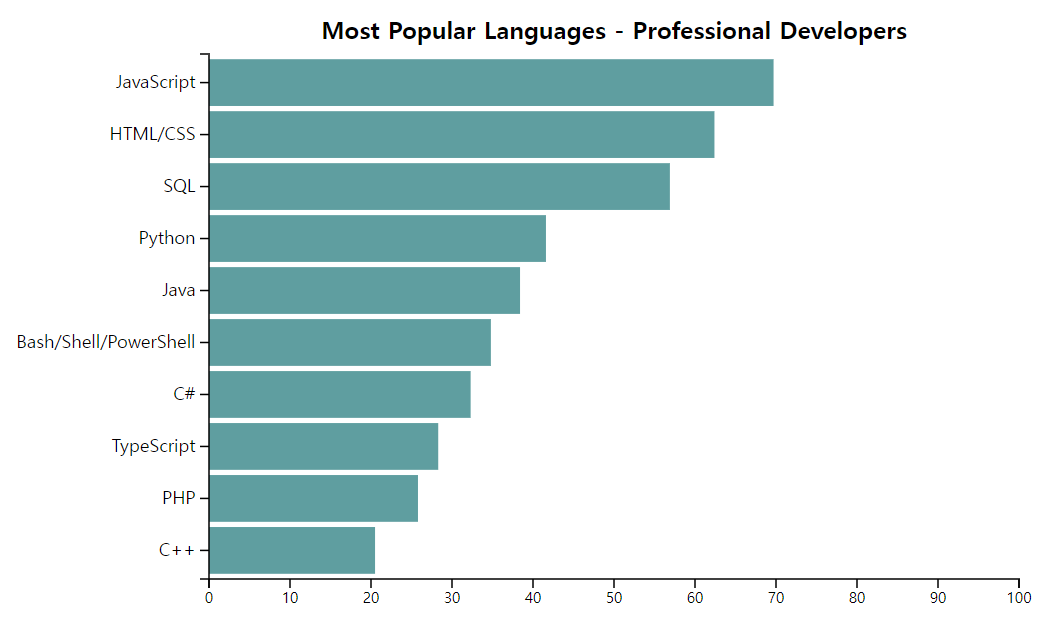 Most Popular Languages - Professional Developers
JavaScript
HTML/CSS
SQL
Python
Java
Bash/Shell/PowerShell
C#
TypeScript
PHP
C++
0 10 20 30 40 50 60 70 80 90 100